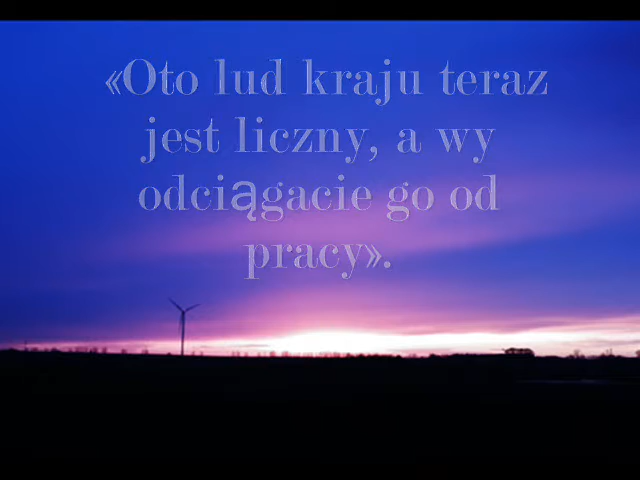 «Oto lud kraju teraz
jest liczny, a wy
odciągacie go od
pracy».